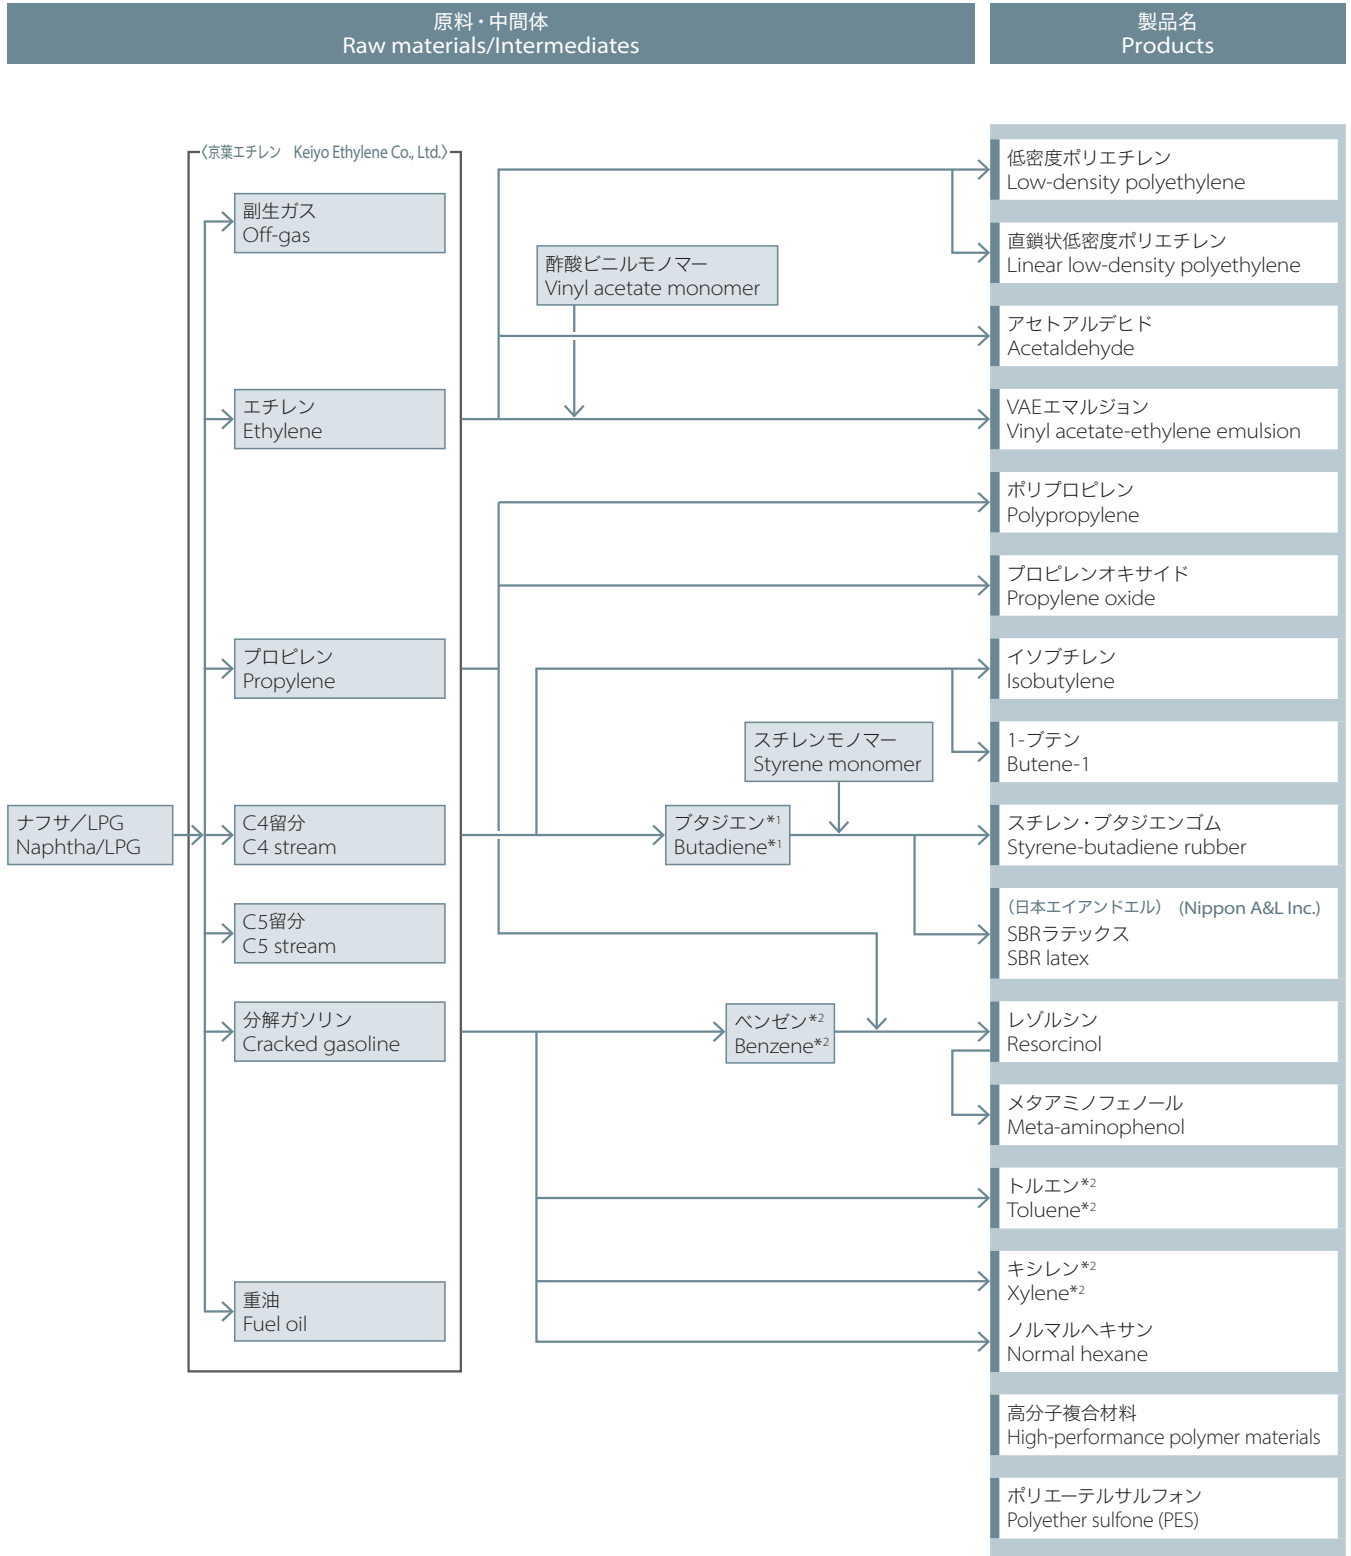 原料・中間体
Raw materials/Intermediates
製品名
Products
〈京葉エチレン Keiyo Ethylene Co., Ltd.〉
副生ガス
Off-gas
エチレン
Ethylene
プロピレン
Propylene
ナフサ／LPG
Naphtha/LPG
C4留分
C4 stream
C5留分
C5 stream
分解ガソリン
Cracked gasoline
重油
Fuel oil
酢酸ビニルモノマー
Vinyl acetate monomer
スチレンモノマー
Styrene monomer
ブタジエン*1
Butadiene*1
ベンゼン*2
Benzene*2
低密度ポリエチレン
Low-density polyethylene
直鎖状低密度ポリエチレン
Linear low-density polyethylene
アセトアルデヒド
Acetaldehyde
VAEエマルジョン
Vinyl acetate-ethylene emulsion
ポリプロピレン
Polypropylene
プロピレンオキサイド
Propylene oxide
イソブチレン
Isobutylene
1-ブテン
Butene-1
スチレン・ブタジエンゴム
Styrene-butadiene rubber
（日本エイアンドエル） (Nippon A&L Inc.)
SBRラテックス
SBR latex
レゾルシン
Resorcinol
メタアミノフェノール
Meta-aminophenol
トルエン*2
Toluene*2
キシレン*2
Xylene*2
ノルマルヘキサン
Normal hexane
高分子複合材料
High-performance polymer materials
ポリエーテルサルフォン
Polyether sulfone (PES)